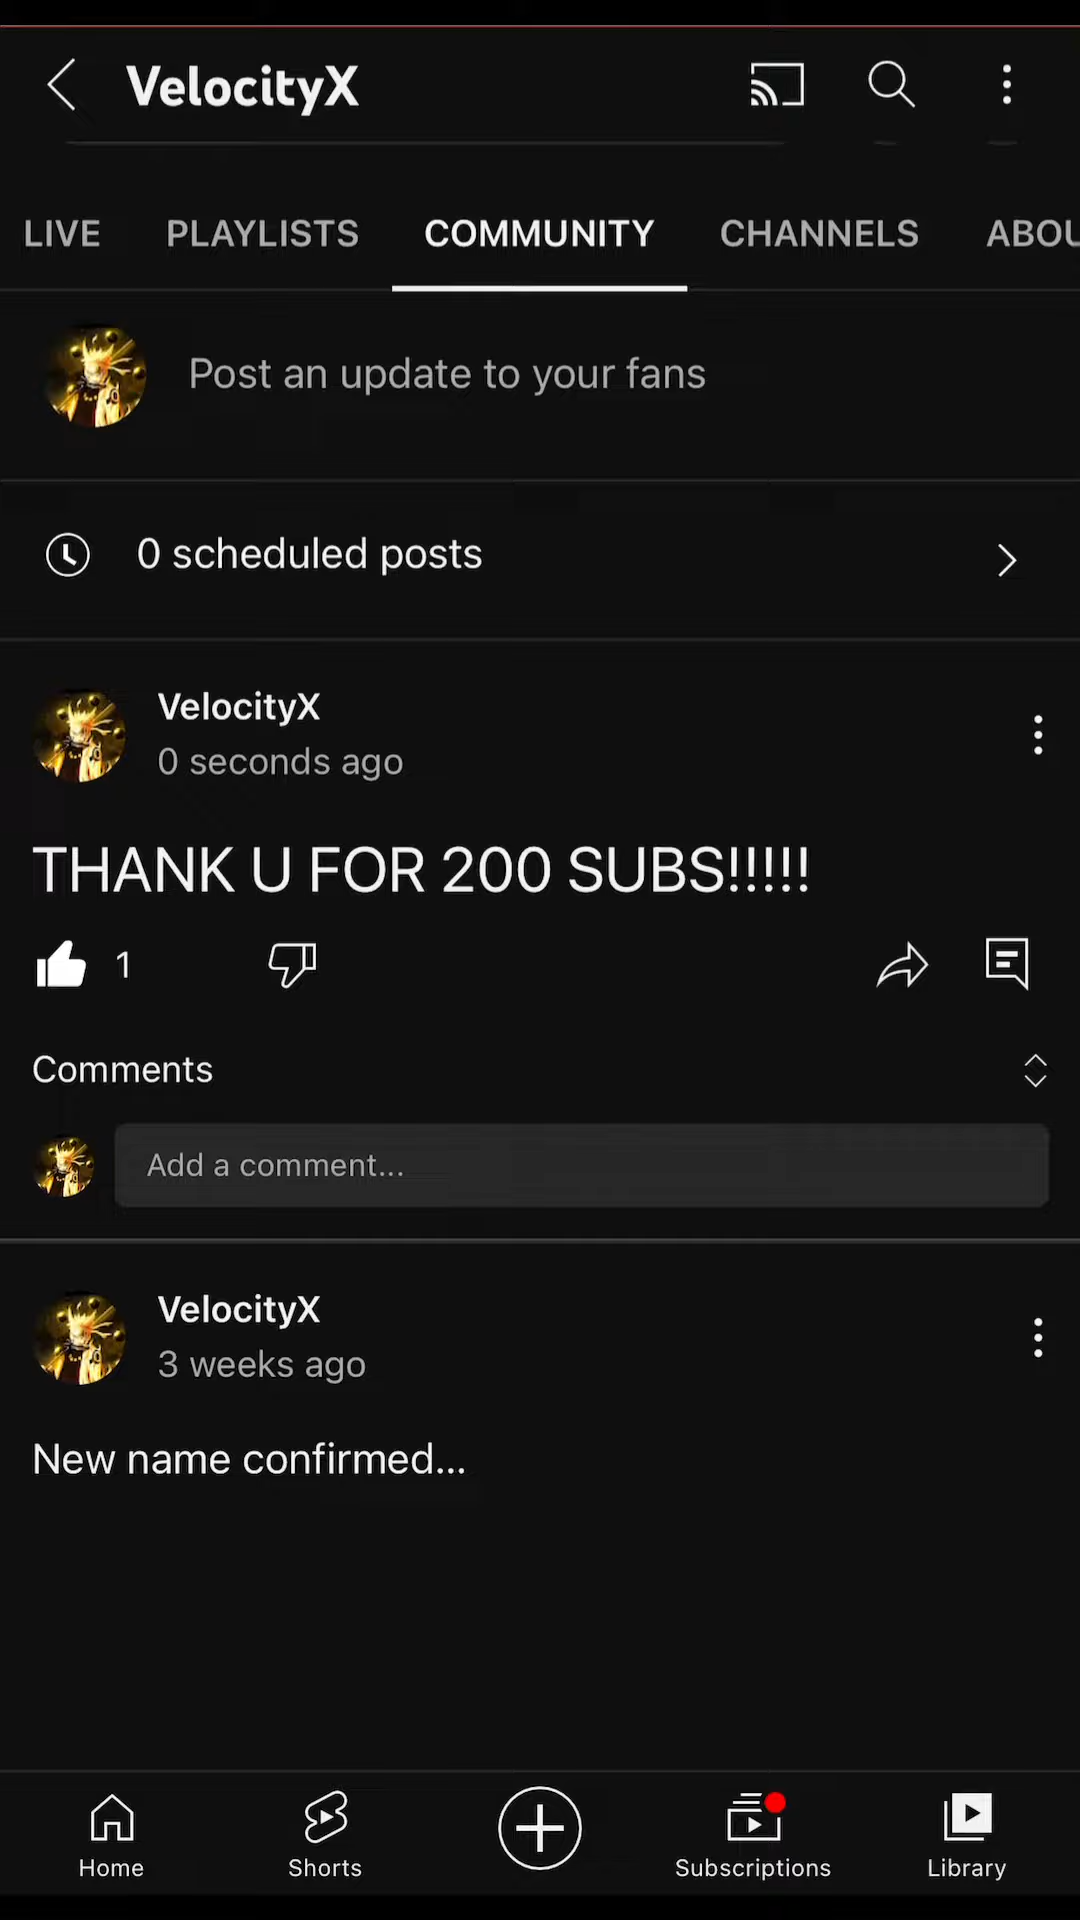 VelocityX
LIVE PLAYLISTS COMMUNITY CHANNELS ABOU
Post an update to your fans
0 scheduled posts
VelocityX
0 seconds ago
THANK U FOR 200 SUBS!!!!!
1
Comments
Add a comment...
VelocityX
3 weeks ago
New name confirmed...
Home Shorts Subscriptions Library